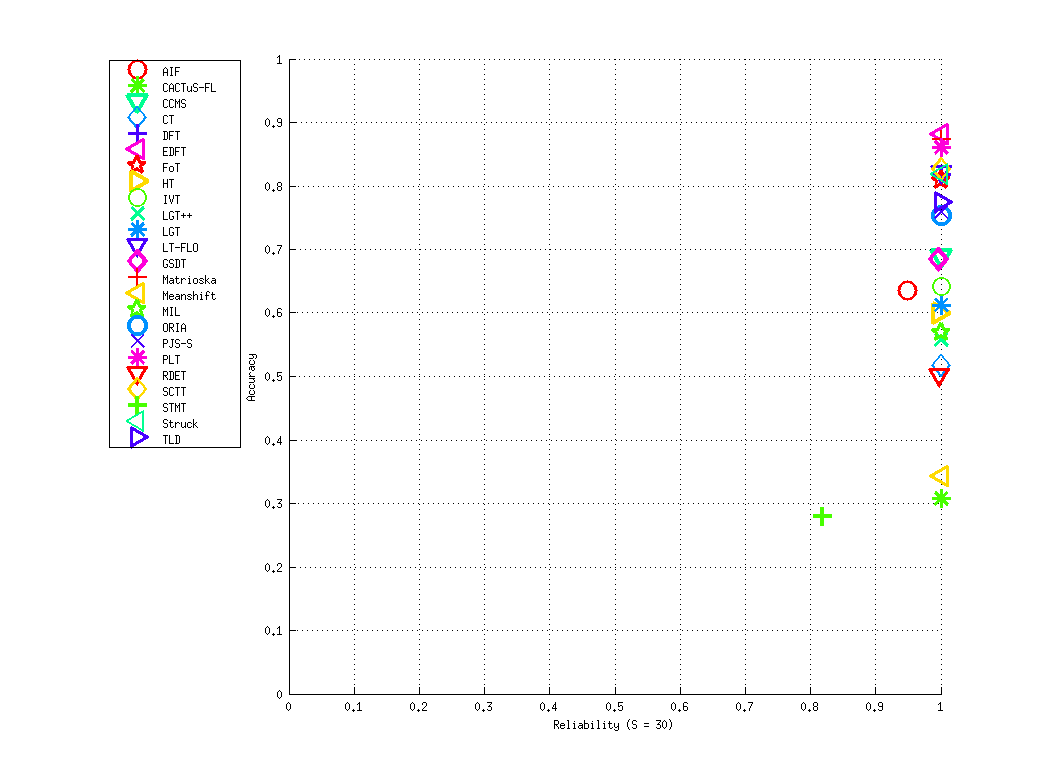 AIF
CACTuS-FL
CCMS
CT
DFT
EDFT
FoT
HT
IVT
LGT++
LGT
LT-FLO
GSDT
Matrioska
Meanshift
MIL
ORIA
PJS-S
PLT
RDET
SCTT
STMT
Struck
TLD
1
0.9
0.8
0.7
0.6
0.5
0.4
0.3
0.2
0.1
0
Accuracy
0 0.1 0.2 0.3 0.4 0.5 0.6 0.7 0.8 0.9 1
Reliability (S = 30)